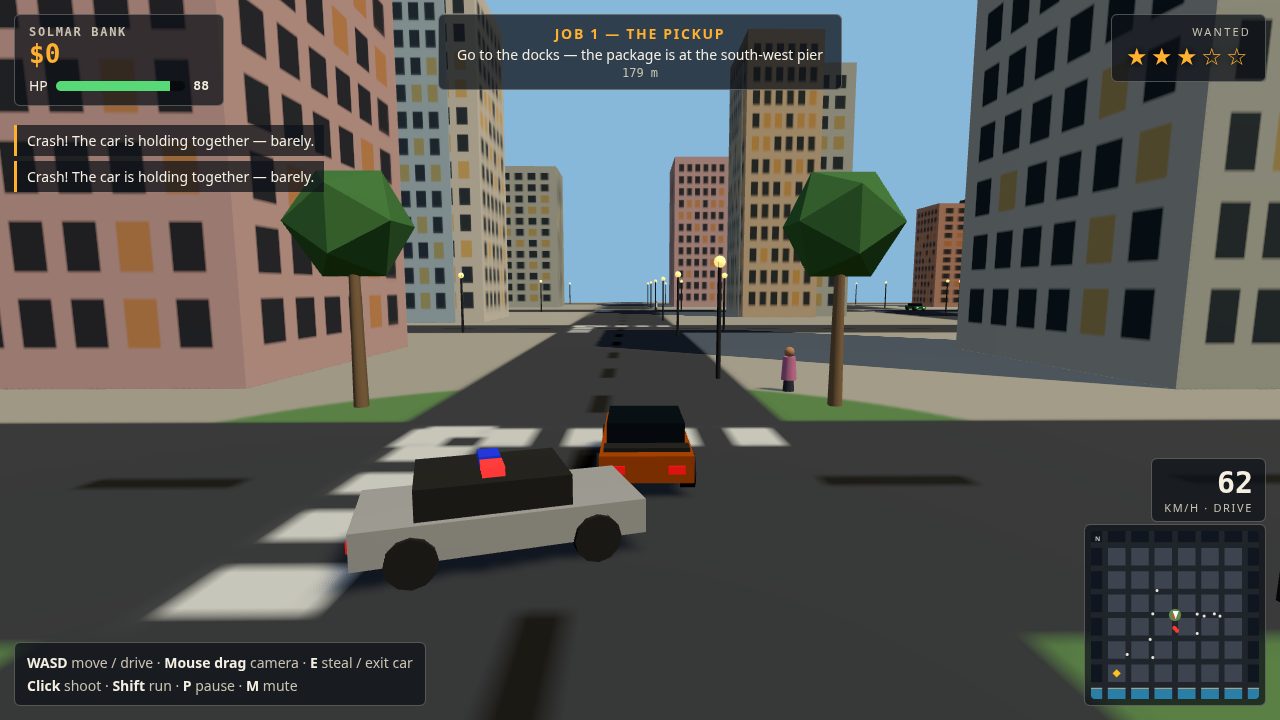 SOLMAR BANK
$0
HP 88
Crash! The car is holding together — barely.
Crash! The car is holding together — barely.
JOB 1 — THE PICKUP
Go to the docks — the package is at the south-west pier
179 m
WANTED
★★★☆☆
62
KM/H · DRIVE
N
WASD move / drive · Mouse drag camera · E steal / exit car
Click shoot · Shift run · P pause · M mute